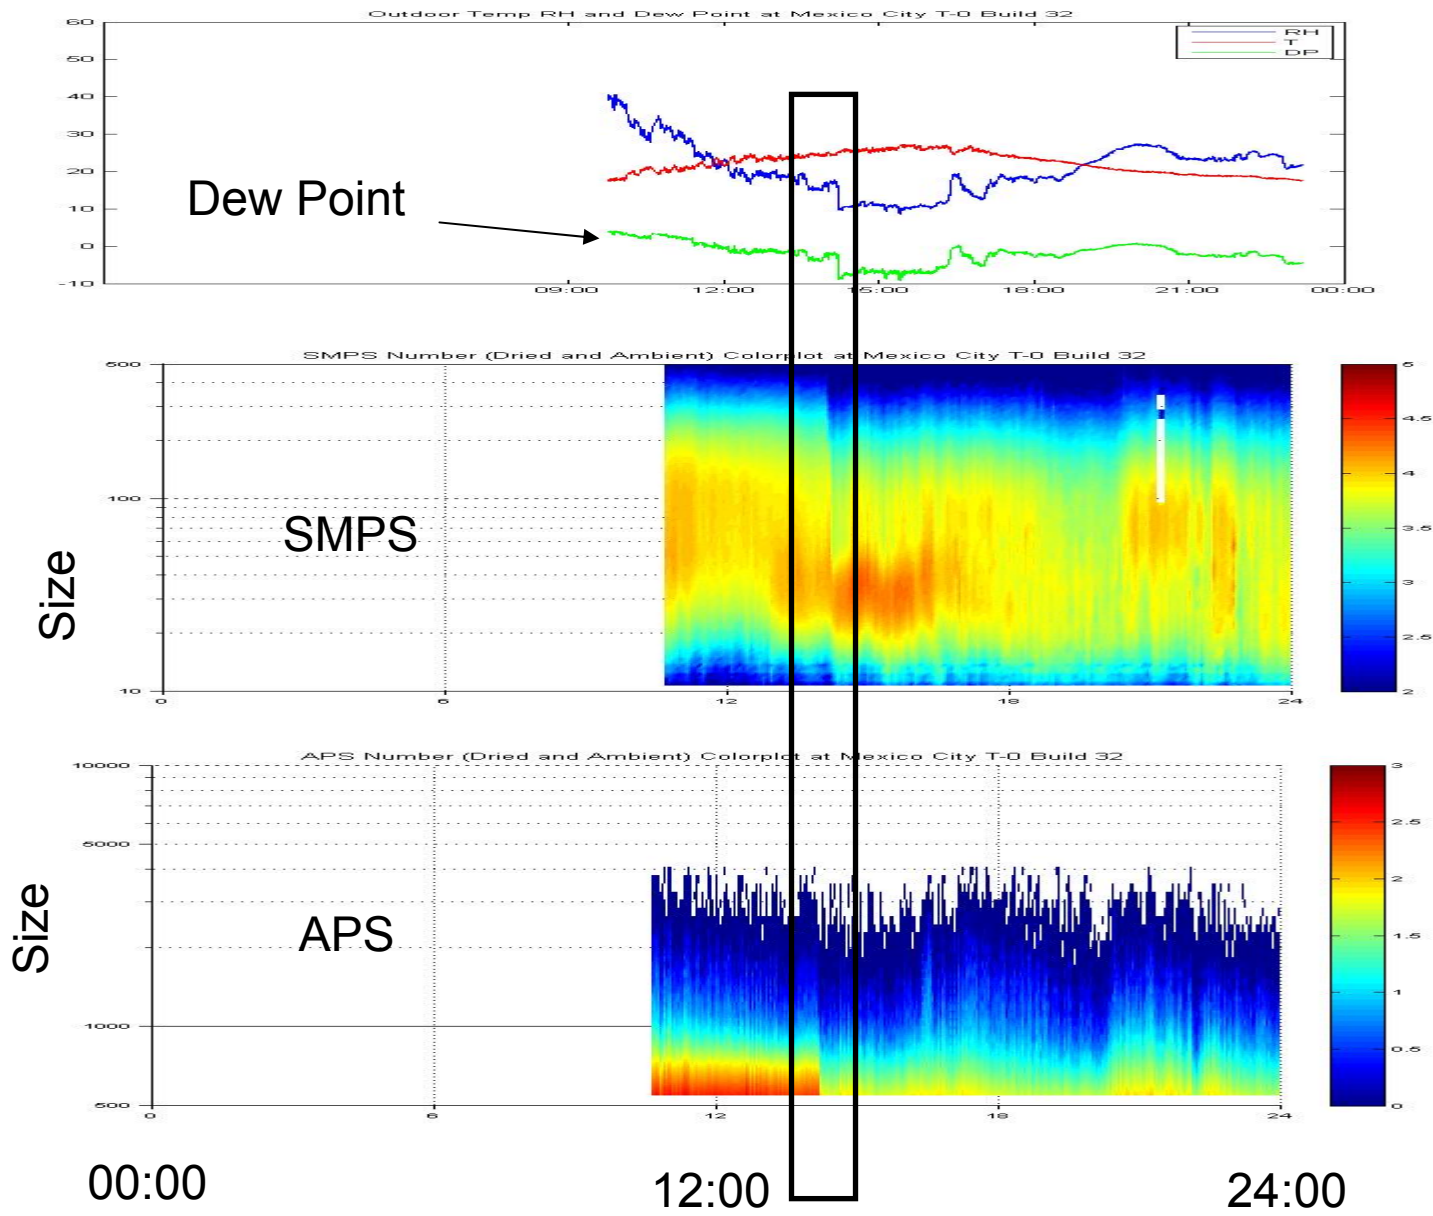 Outdoor Temp RH and Dew Point at Mexico City T-0 Build 32
60
50
40
30
20
10
0
-10
RH
T
DP
Dew Point
09:00 12:00 15:00 18:00 21:00 00:00
SMPS Number (Dried and Ambient) Colorplot at Mexico City T-0 Build 32
500
100
10
Size
SMPS
0 6 12 18 24
5
4.5
4
3.5
3
2.5
2
APS Number (Dried and Ambient) Colorplot at Mexico City T-0 Build 32
10000
5000
1000
500
Size
APS
0 6 12 18 24
3
2.5
2
1.5
1
0.5
0
00:00 12:00 24:00